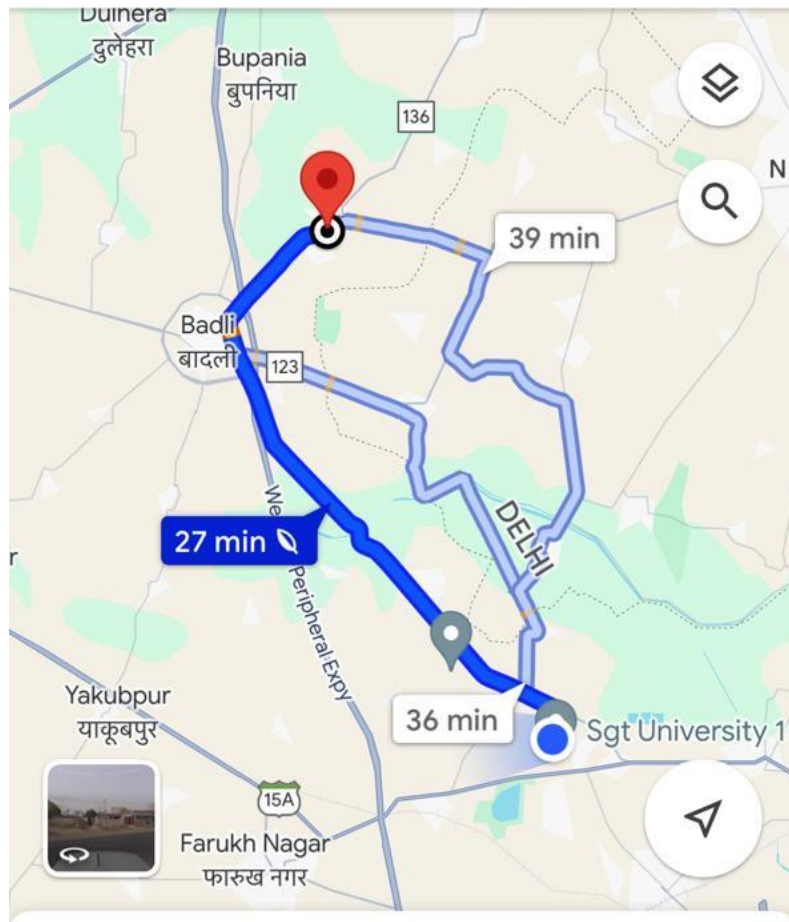 Dulhera
दुलेहरा
Bupania
बुपनिया
136
N
39 min
Badli
बादली
123
DELHI
27 min
We
Peripheral Expy
r
Yakubpur
याकूबपुर
36 min
Sgt University 1
15A
Farukh Nagar
फारुख नगर